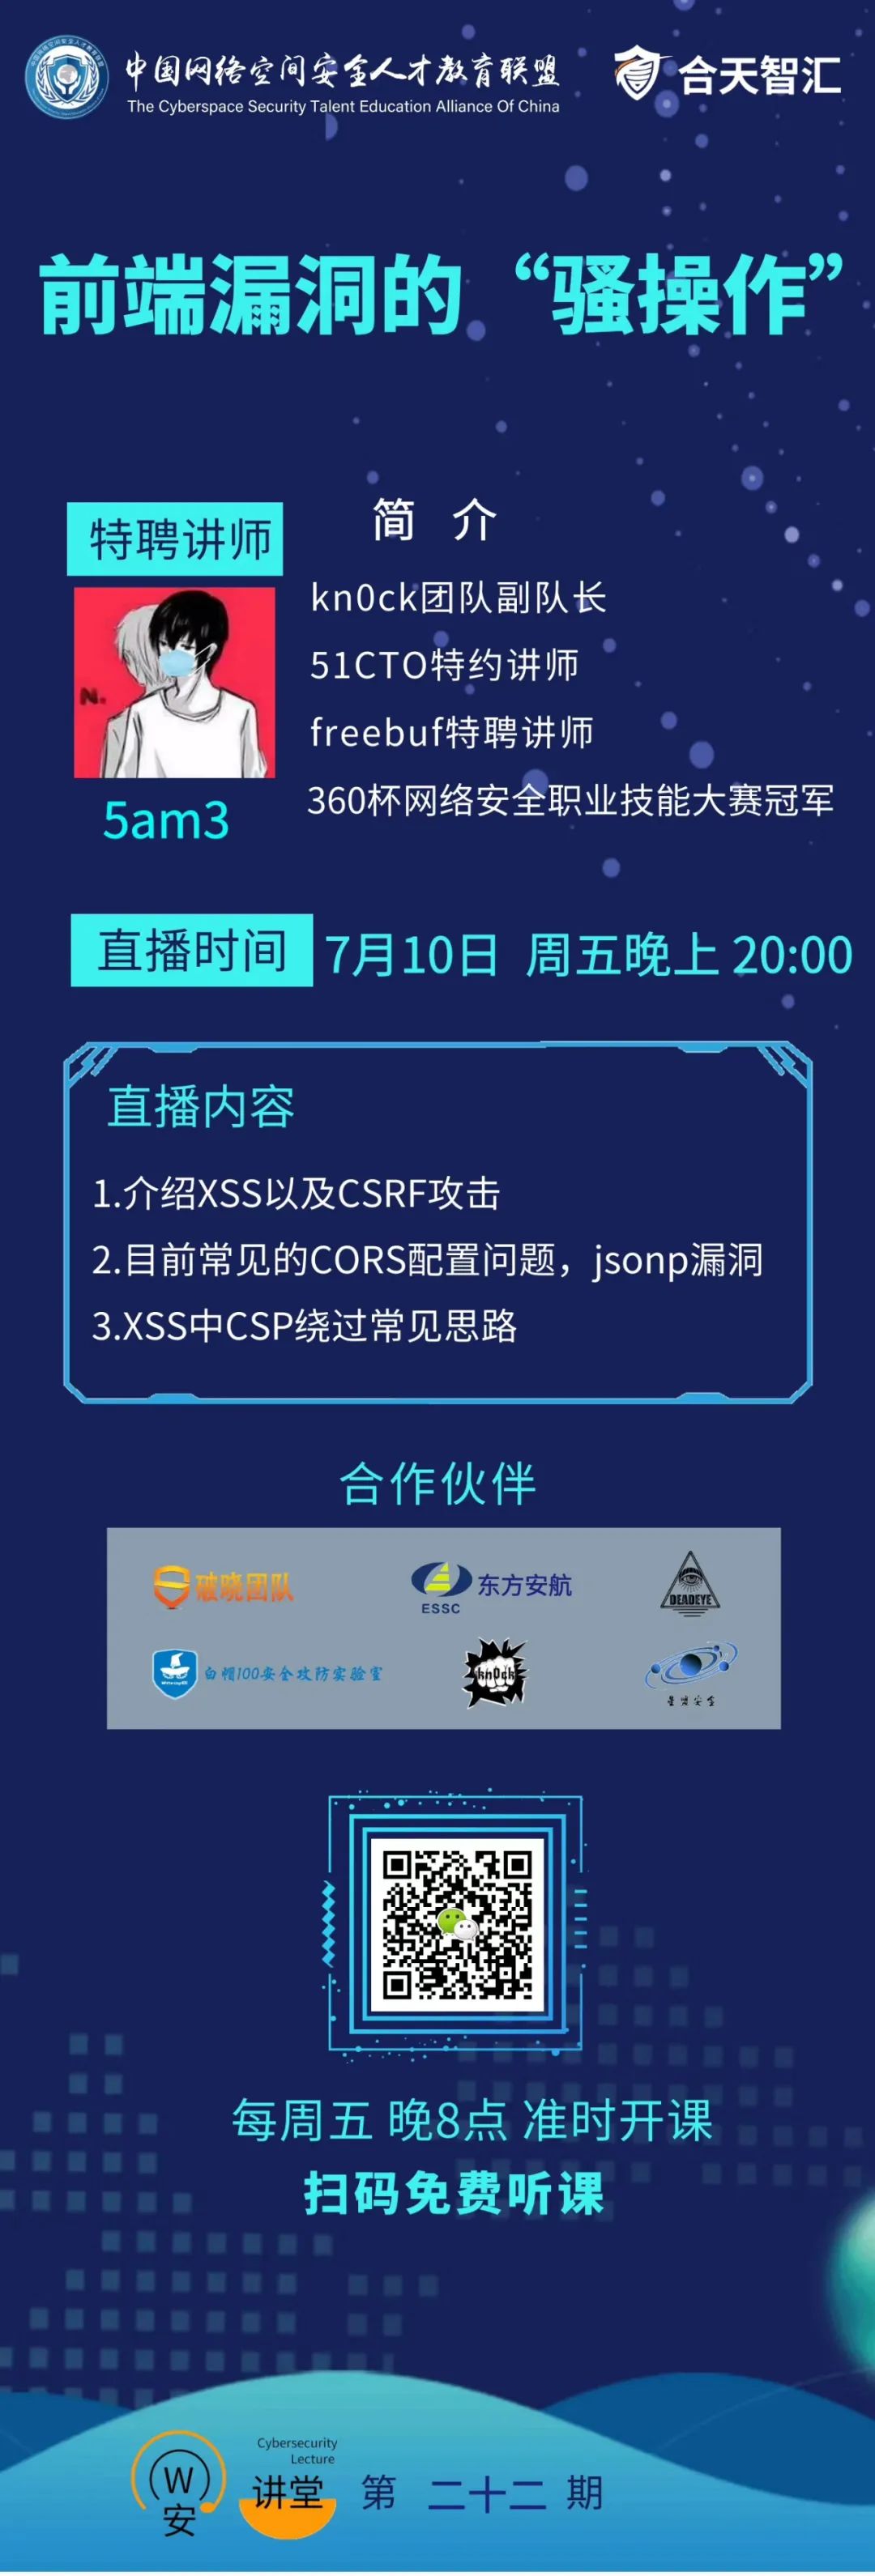 中国网络空间安全人才教育联盟
The Cyberspace Security Talent Education Alliance Of China
合天智汇
前端漏洞的“骚操作”
特聘讲师
简 介
kn0ck团队副队长
51CTO特约讲师
freebuf特聘讲师
360杯网络安全职业技能大赛冠军
N.
5am3
直播时间 7月10日 周五晚上 20:00
直播内容
1.介绍XSS以及CSRF攻击
2.目前常见的CORS配置问题，jsonp漏洞
3.XSS中CSP绕过常见思路
合作伙伴
破晓团队
ESSC
东方安航
DEADEYE
白帽100安全攻防实验室
kn0ck
每周五 晚8点 准时开课
扫码免费听课
W安
Cybersecurity
Lecture
讲堂
第 二十二 期